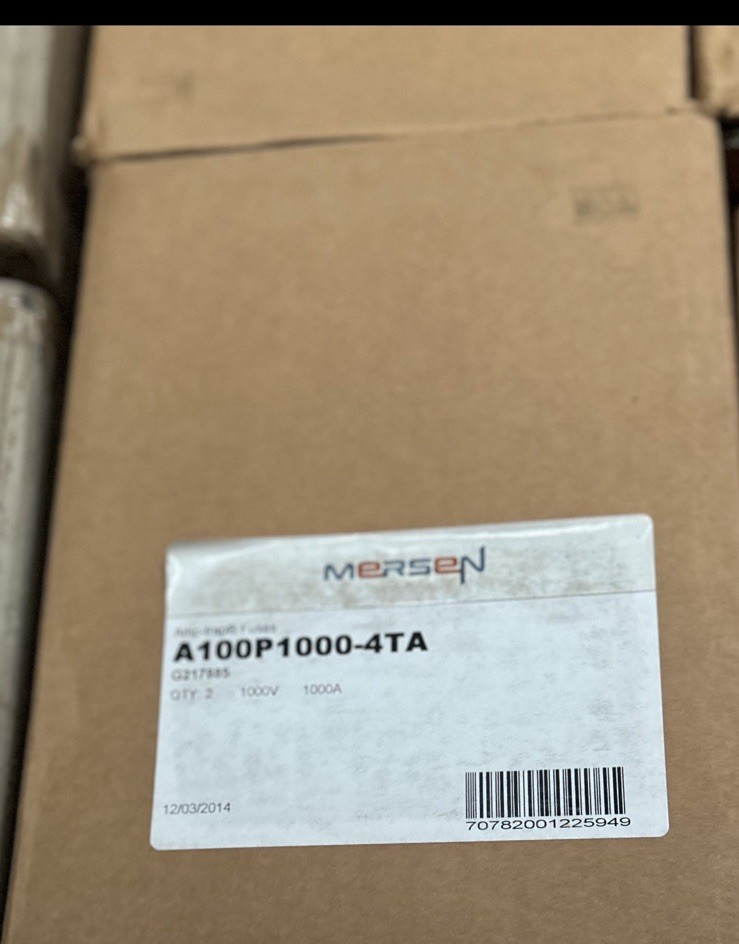 MERSEN
Amp-trap® Fuses
A100P1000-4TA
G217885
QTY: 2 1000V 1000A
12/03/2014
70782001225949